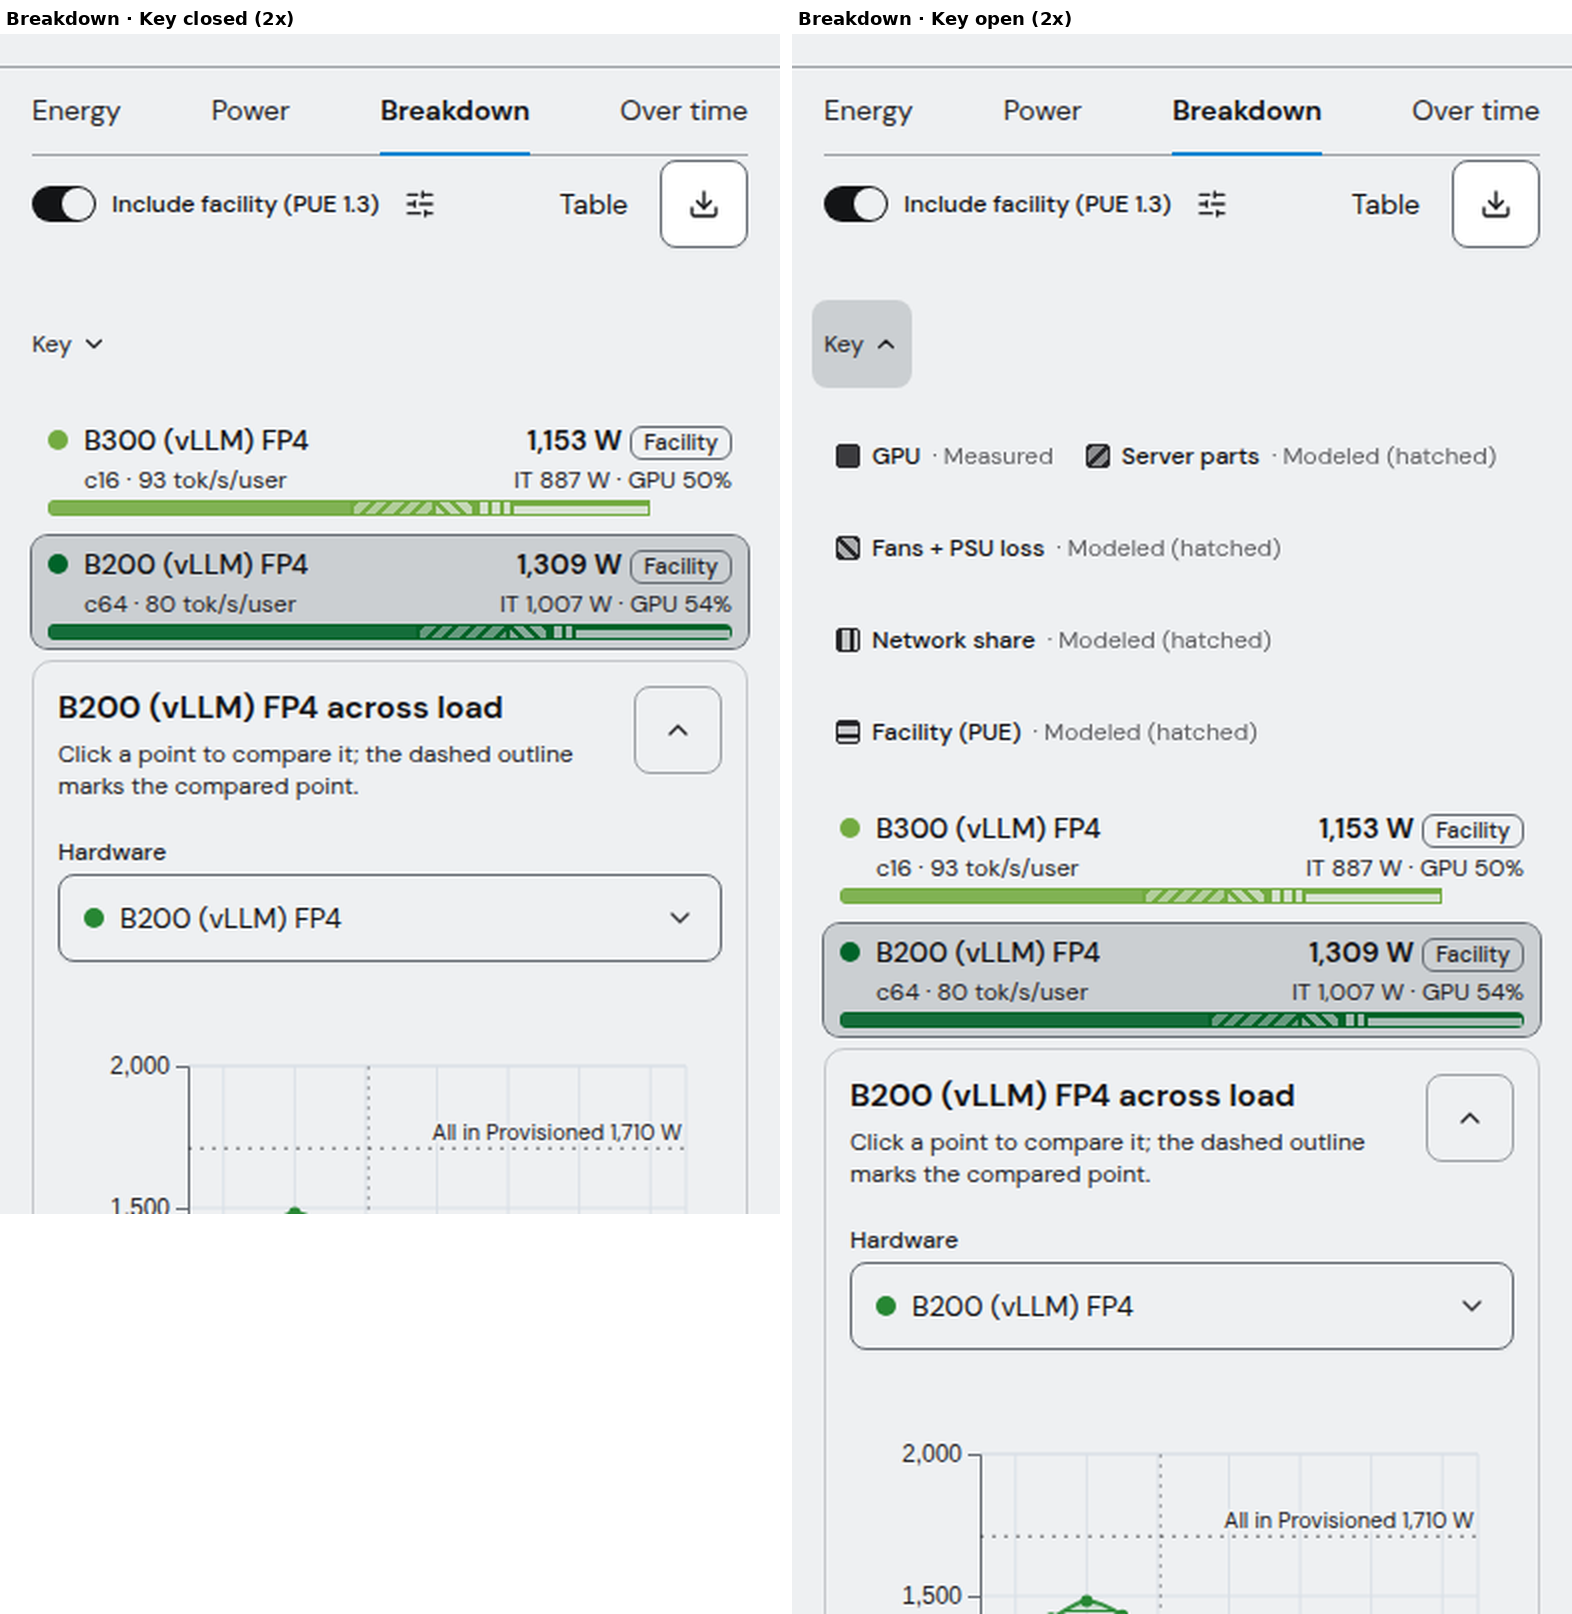 Breakdown · Key closed (2x)
Energy Power Breakdown Over time
Include facility (PUE 1.3) Table
Key
B300 (vLLM) FP4 1,153 W Facility
c16 · 93 tok/s/user IT 887 W · GPU 50%
B200 (vLLM) FP4 1,309 W Facility
c64 · 80 tok/s/user IT 1,007 W · GPU 54%
B200 (vLLM) FP4 across load
Click a point to compare it; the dashed outline
marks the compared point.
Hardware
B200 (vLLM) FP4
2,000
All in Provisioned 1,710 W
1,500
Breakdown · Key open (2x)
Energy Power Breakdown Over time
Include facility (PUE 1.3) Table
Key
GPU · Measured Server parts · Modeled (hatched)
Fans + PSU loss · Modeled (hatched)
Network share · Modeled (hatched)
Facility (PUE) · Modeled (hatched)
B300 (vLLM) FP4 1,153 W Facility
c16 · 93 tok/s/user IT 887 W · GPU 50%
B200 (vLLM) FP4 1,309 W Facility
c64 · 80 tok/s/user IT 1,007 W · GPU 54%
B200 (vLLM) FP4 across load
Click a point to compare it; the dashed outline
marks the compared point.
Hardware
B200 (vLLM) FP4
2,000
All in Provisioned 1,710 W
1,500